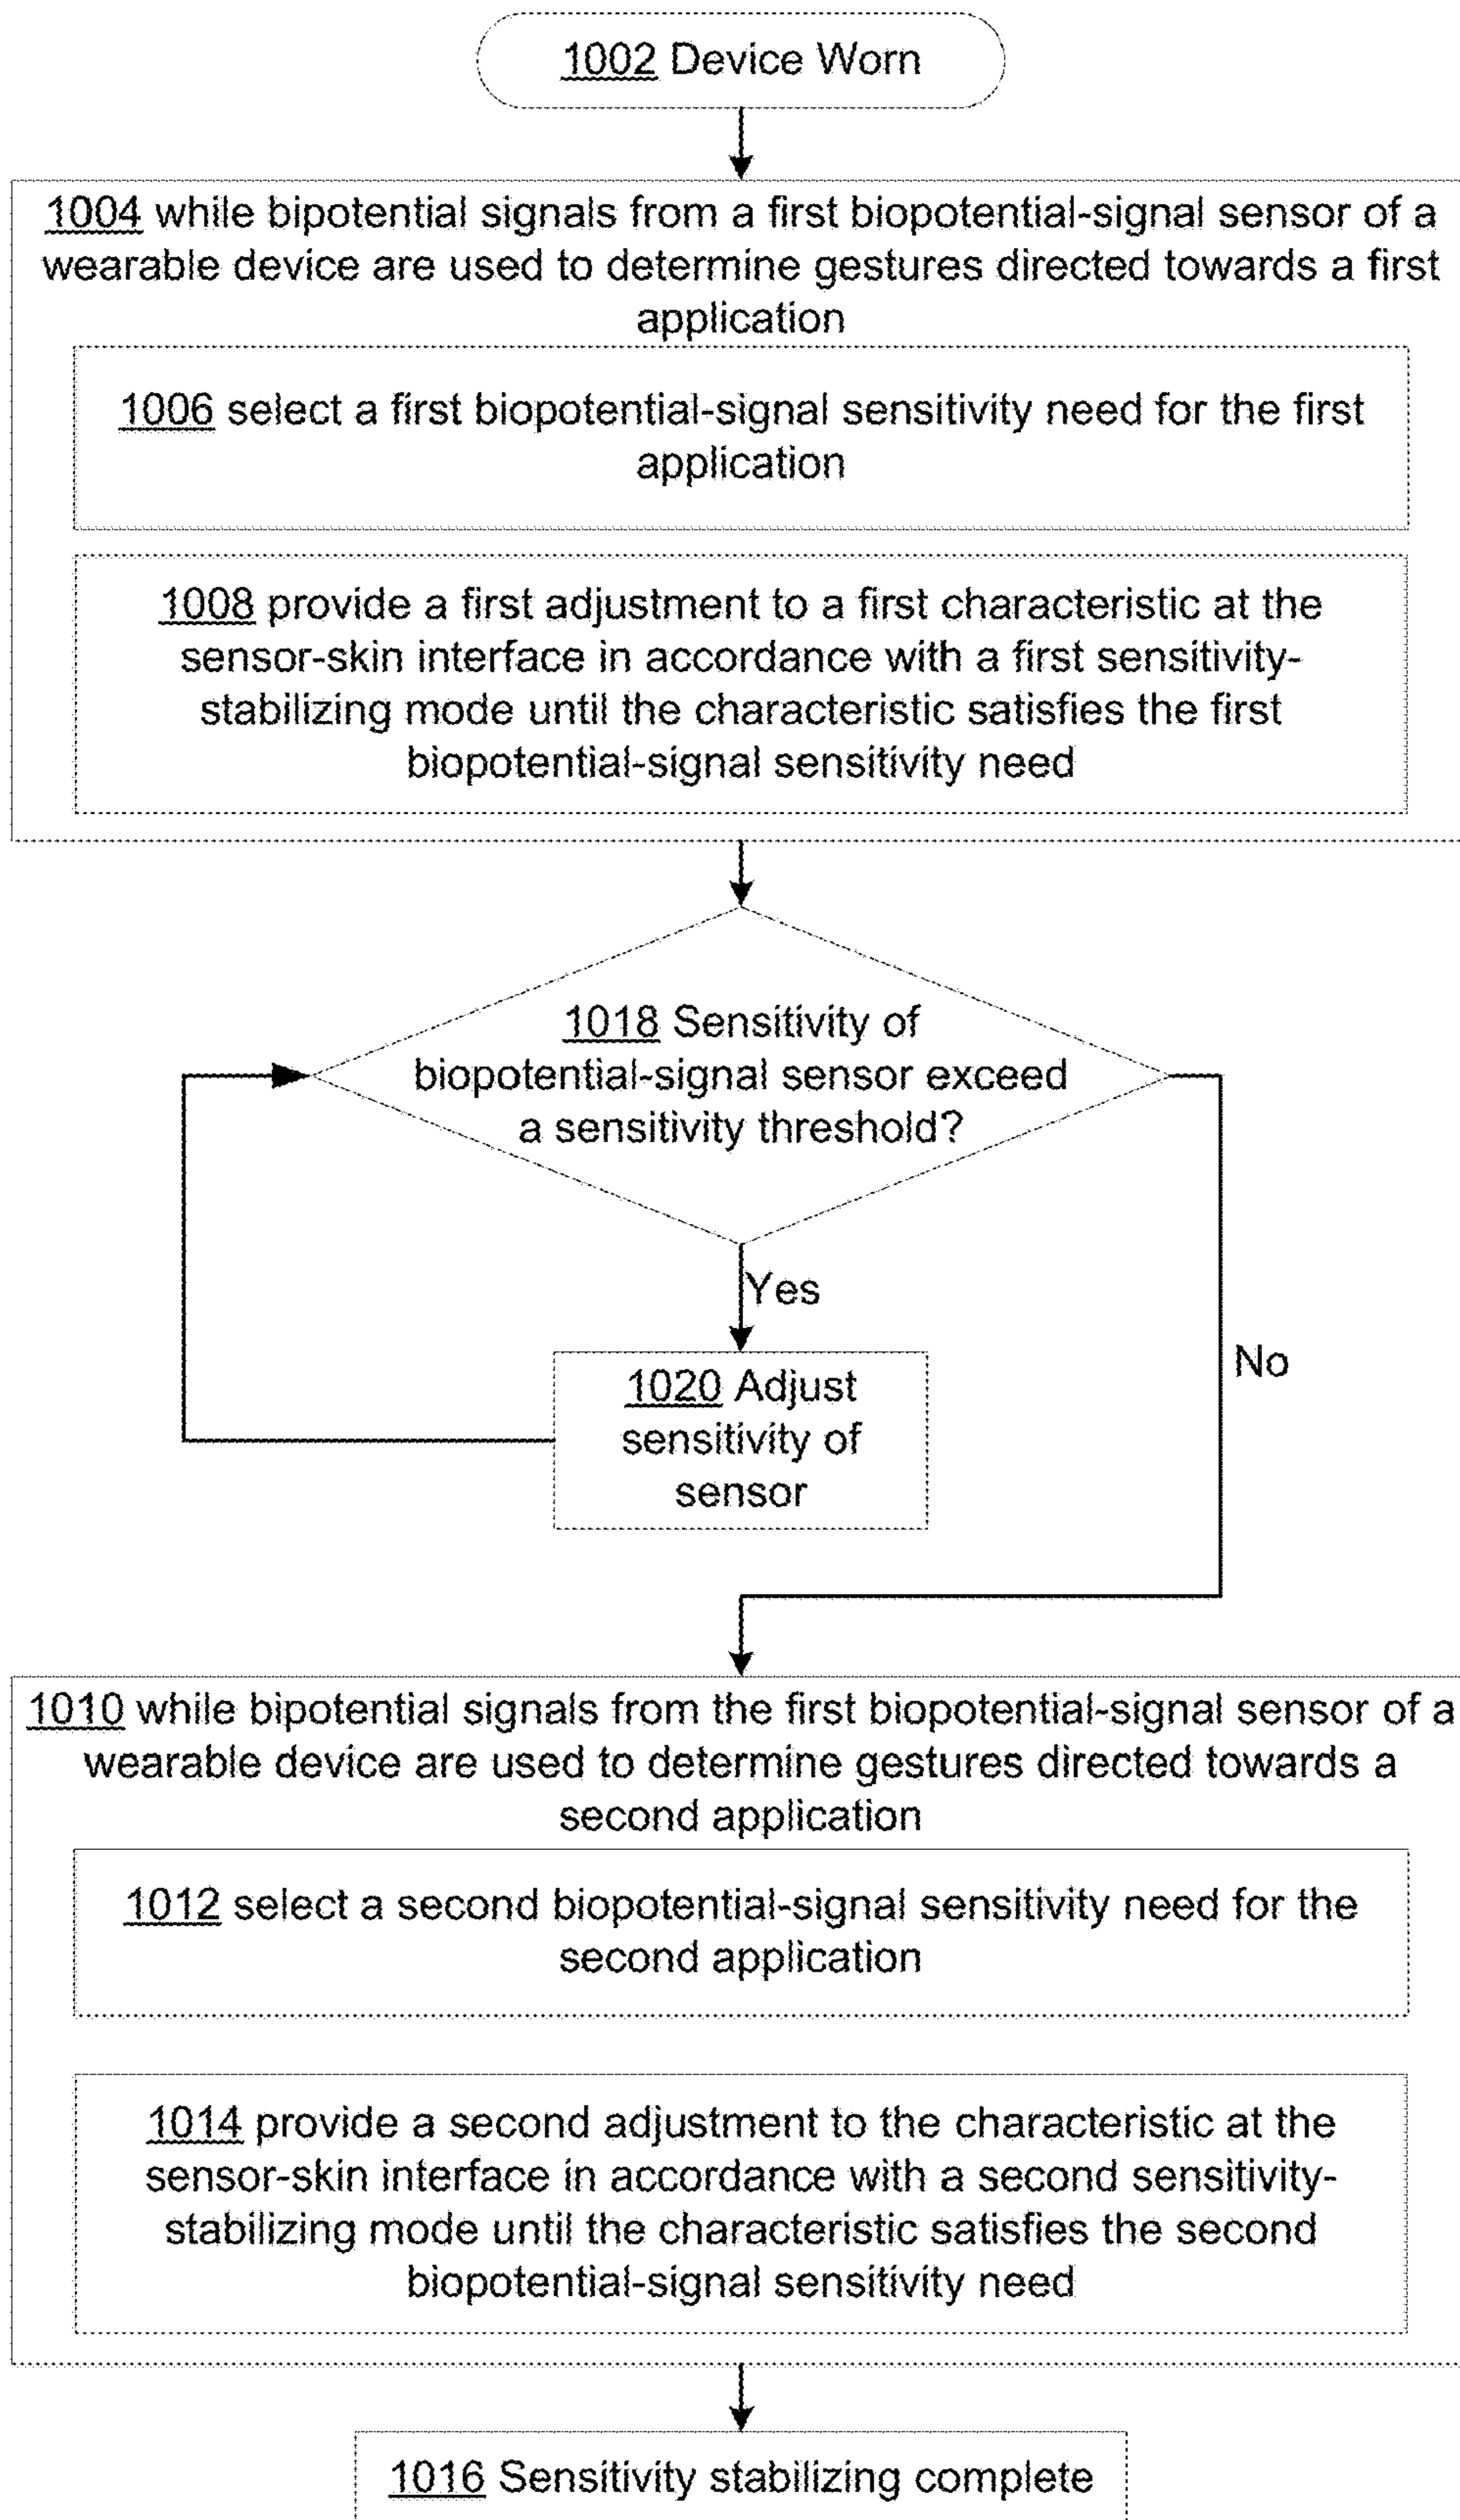 1002 Device Worn
1004 while bipotential signals from a first biopotential-signal sensor of a
wearable device are used to determine gestures directed towards a first
application
1006 select a first biopotential-signal sensitivity need for the first
application
1008 provide a first adjustment to a first characteristic at the
sensor-skin interface in accordance with a first sensitivity-
stabilizing mode until the characteristic satisfies the first
biopotential-signal sensitivity need
1018 Sensitivity of
biopotential-signal sensor exceed
a sensitivity threshold?
Yes
No
1020 Adjust
sensitivity of
sensor
1010 while bipotential signals from the first biopotential-signal sensor of a
wearable device are used to determine gestures directed towards a
second application
1012 select a second biopotential-signal sensitivity need for the
second application
1014 provide a second adjustment to the characteristic at the
sensor-skin interface in accordance with a second sensitivity-
stabilizing mode until the characteristic satisfies the second
biopotential-signal sensitivity need
1016 Sensitivity stabilizing complete